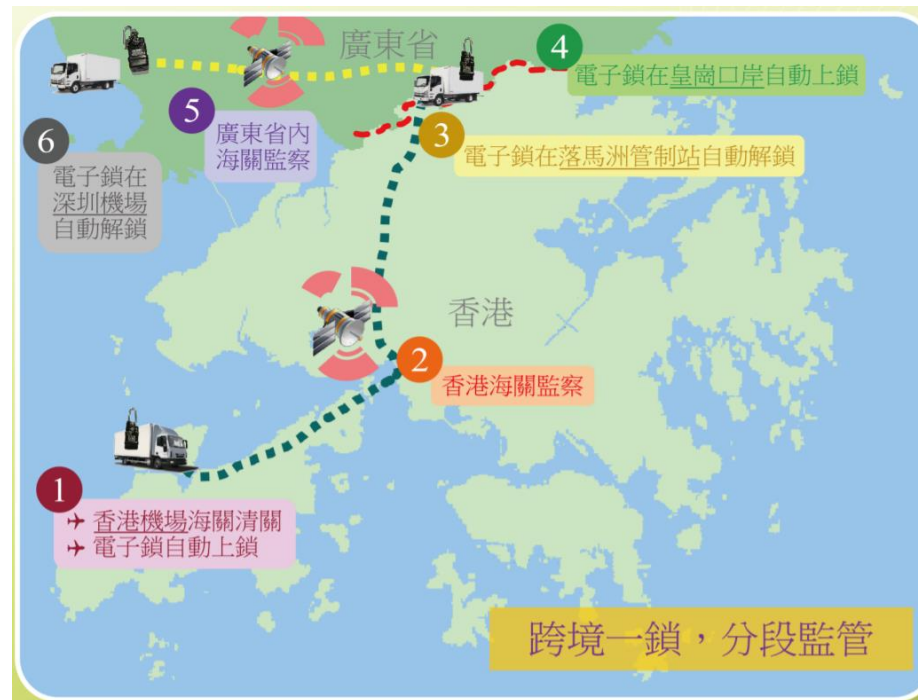 廣東省
4
電子鎖在皇崗口岸自動上鎖
5
廣東省內
海關監察
3
電子鎖在落馬洲管制站自動解鎖
6
電子鎖在
深圳機場
自動解鎖
香港
2
香港海關監察
1
香港機場海關清關
電子鎖自動上鎖
跨境一鎖，分段監管